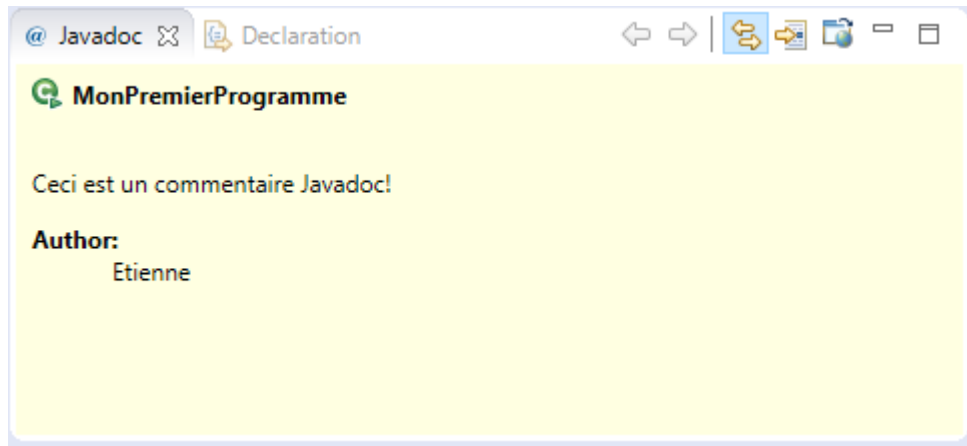 @ Javadoc Declaration
MonPremierProgramme
Ceci est un commentaire Javadoc!
Author:
Etienne